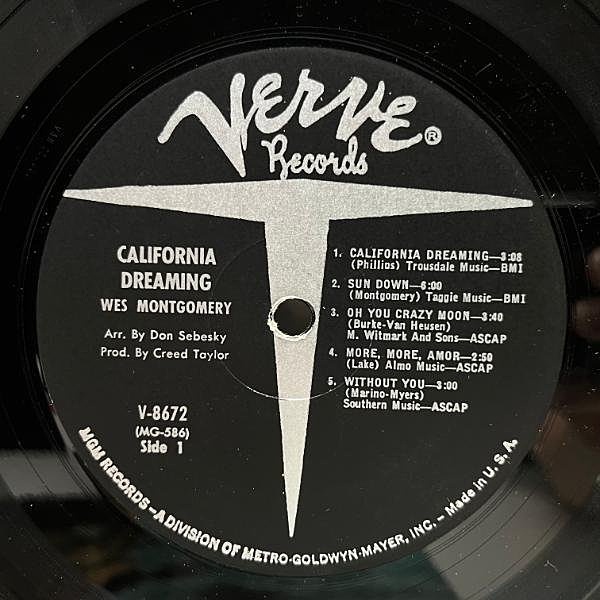 VERVE®
Records
CALIFORNIA
DREAMING
WES MONTGOMERY
Arr. By Don Sebesky
Prod. By Creed Taylor
V-8672
(MG-586)
Side 1
1. CALIFORNIA DREAMING—3:08
(Phillips) Trousdale Music—BMI
2. SUN DOWN—6:00
(Montgomery) Taggie Music—BMI
3. OH YOU CRAZY MOON—3:40
(Burke-Van Heusen)
M. Witmark And Sons—ASCAP
4. MORE, MORE, AMOR—2:50
(Lake) Almo Music—ASCAP
5. WITHOUT YOU—3:00
(Marino-Myers)
Southern Music—ASCAP
MGM RECORDS—A DIVISION OF METRO-GOLDWYN-MAYER, INC.—Made in U. S. A.